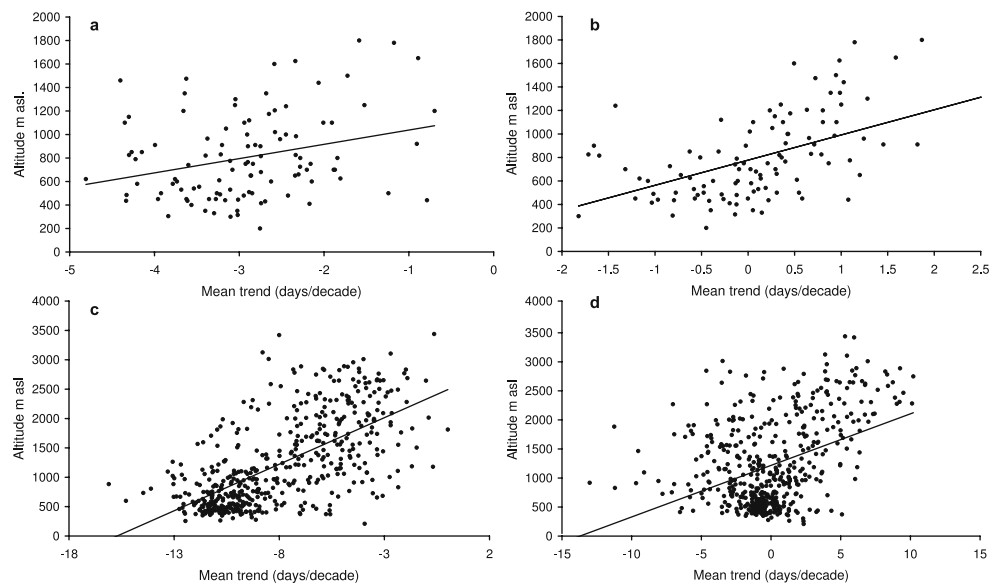 a
2000
1800
1600
1400
1200
1000
800
600
400
200
0
-5 -4 -3 -2 -1 0
Altitude m asl.
Mean trend (days/decade)
b
2000
1800
1600
1400
1200
1000
800
600
400
200
0
-2 -1.5 -1 -0.5 0 0.5 1 1.5 2 2.5
Altitude m asl
Mean trend (days/decade)
c
4000
3500
3000
2500
2000
1500
1000
500
0
-18 -13 -8 -3 2
Altitude m asl
Mean trend (days/decade)
d
4000
3500
3000
2500
2000
1500
1000
500
0
-15 -10 -5 0 5 10 15
Altitude m asl
Mean trend (days/decade)